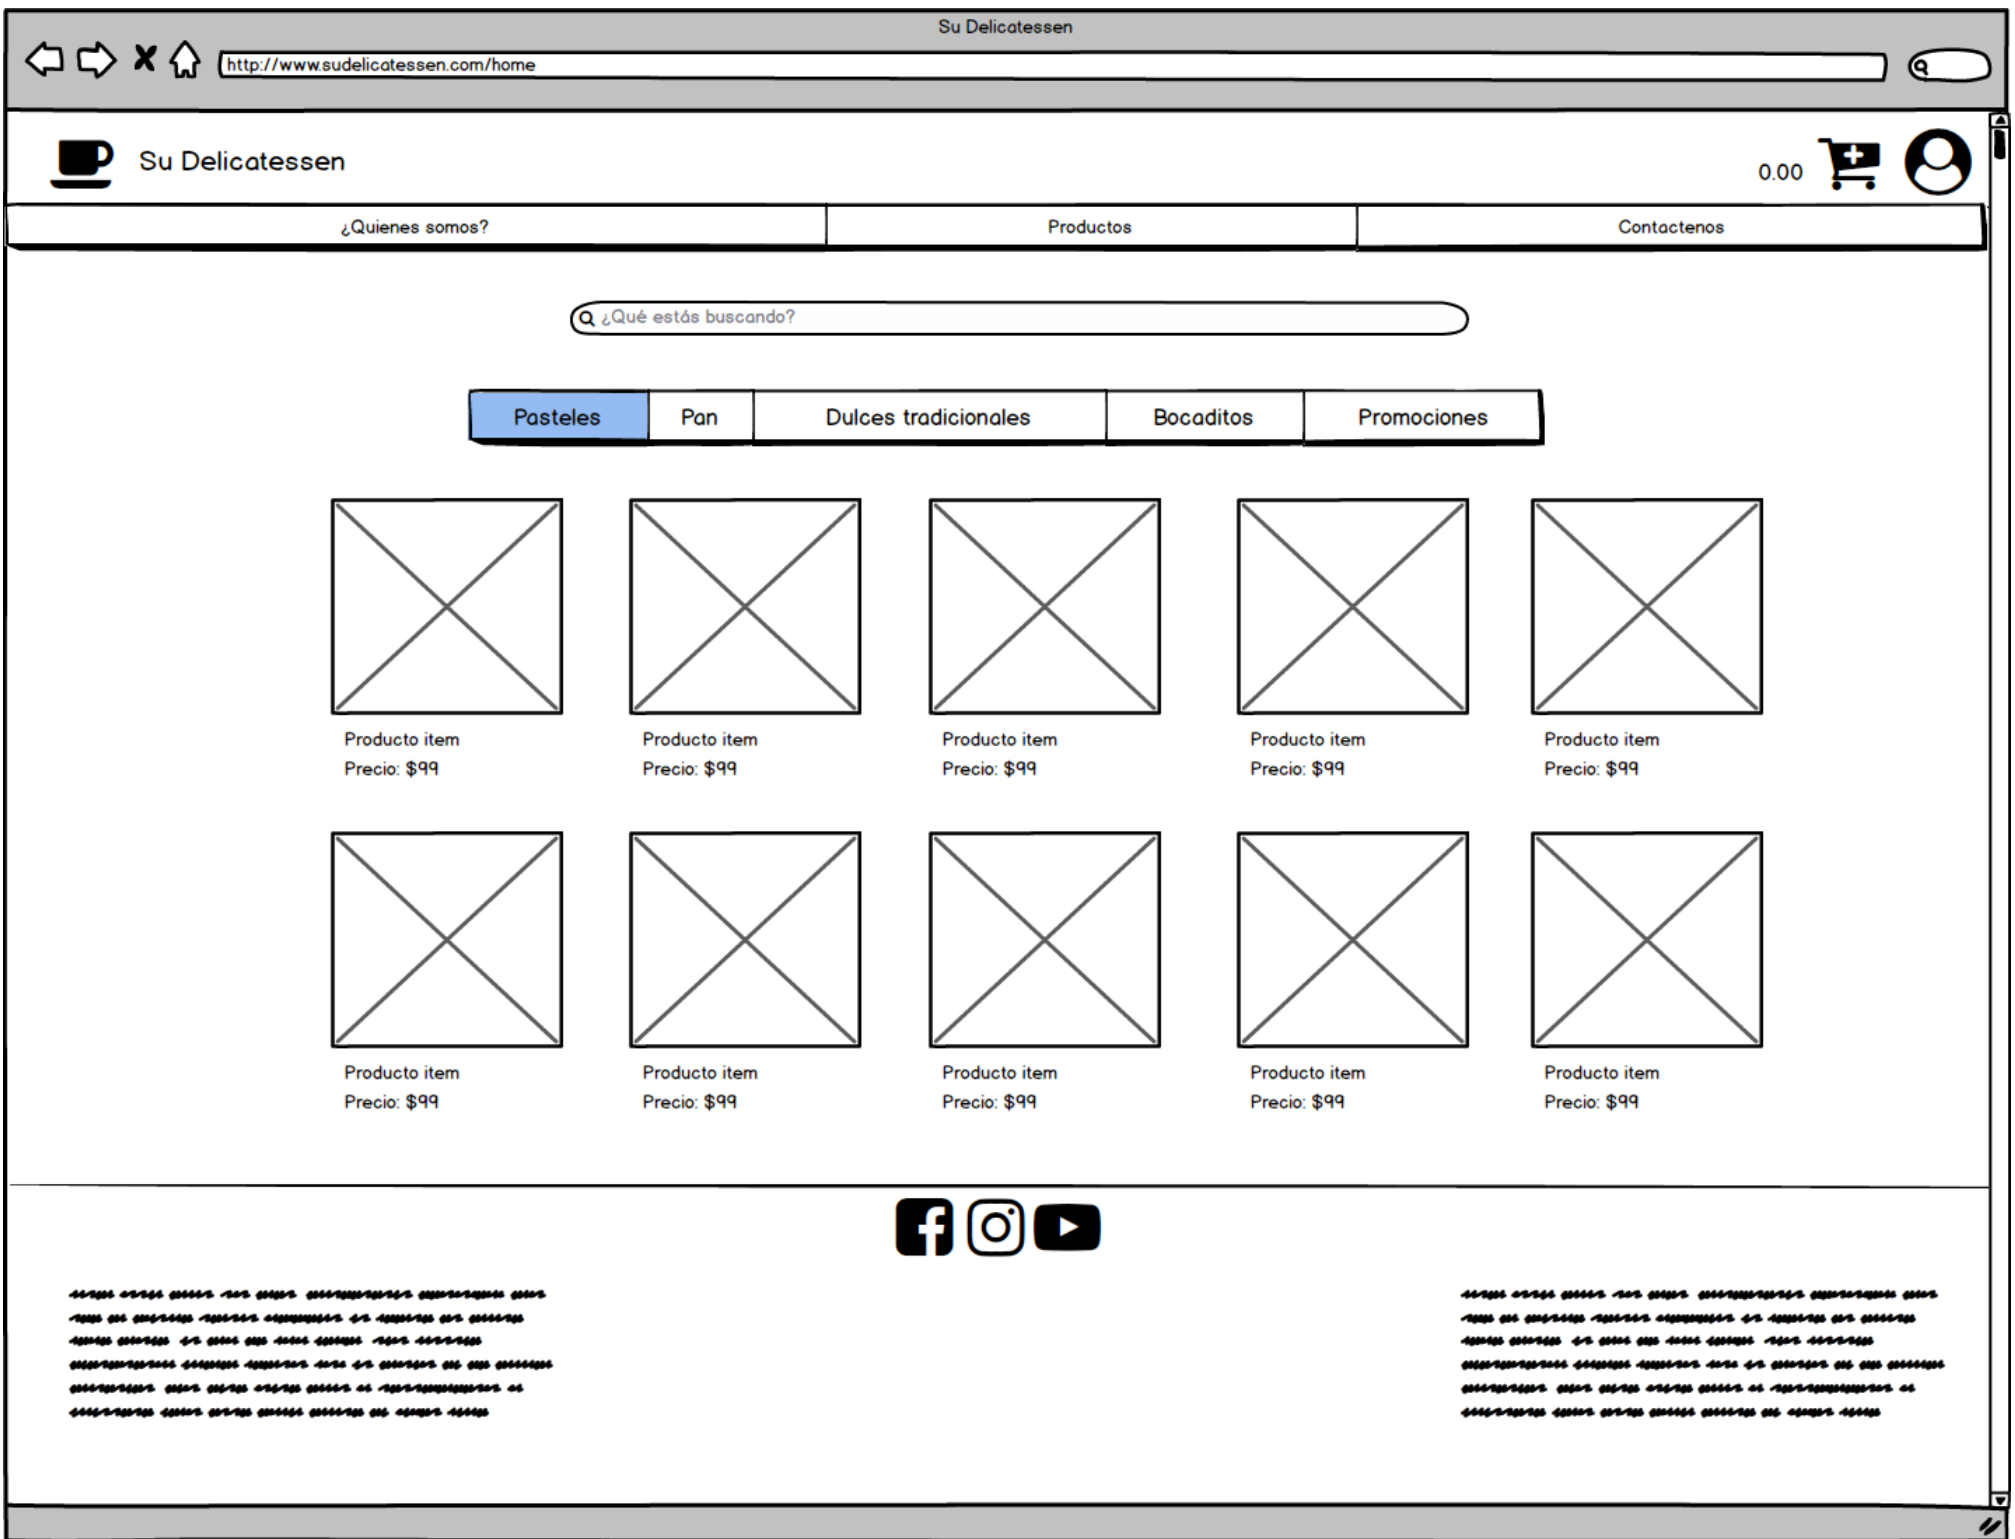 Su Delicatessen
http://www.sudelicatessen.com/home
Su Delicatessen
0.00
¿Quienes somos? Productos Contactenos
¿Qué estás buscando?
Pasteles Pan Dulces tradicionales Bocaditos Promociones
Producto item Producto item Producto item Producto item Producto item
Precio: $99 Precio: $99 Precio: $99 Precio: $99 Precio: $99
Producto item Producto item Producto item Producto item Producto item
Precio: $99 Precio: $99 Precio: $99 Precio: $99 Precio: $99